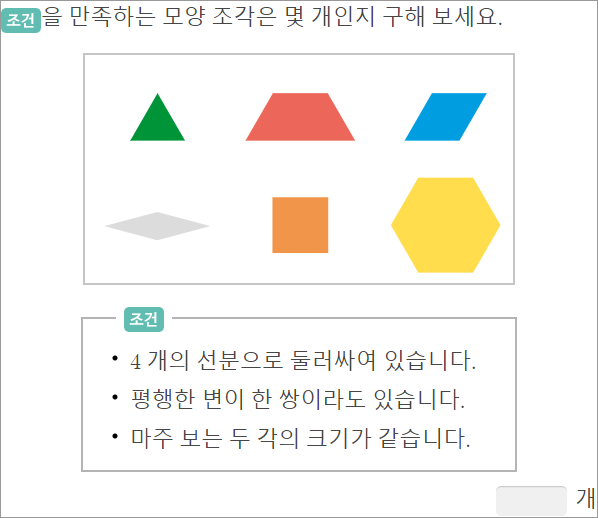 조건을 만족하는 모양 조각은 몇 개인지 구해 보세요.
조건
• 4 개의 선분으로 둘러싸여 있습니다.
• 평행한 변이 한 쌍이라도 있습니다.
• 마주 보는 두 각의 크기가 같습니다.
개